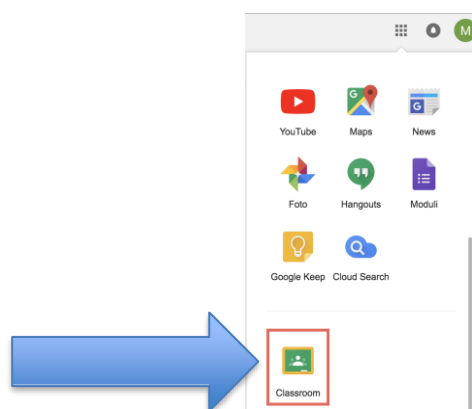 M
YouTube Maps News
Foto Hangouts Moduli
Google Keep Cloud Search
Classroom